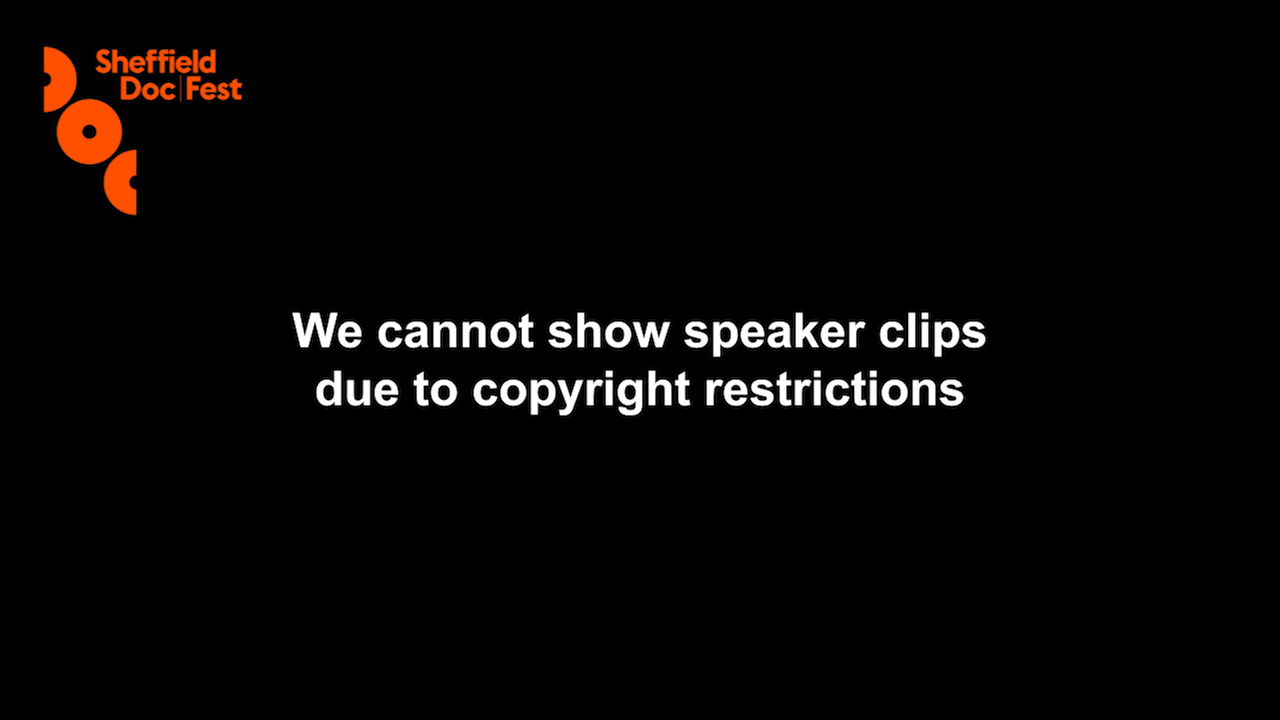 Sheffield
Doc|Fest
We cannot show speaker clips
due to copyright restrictions